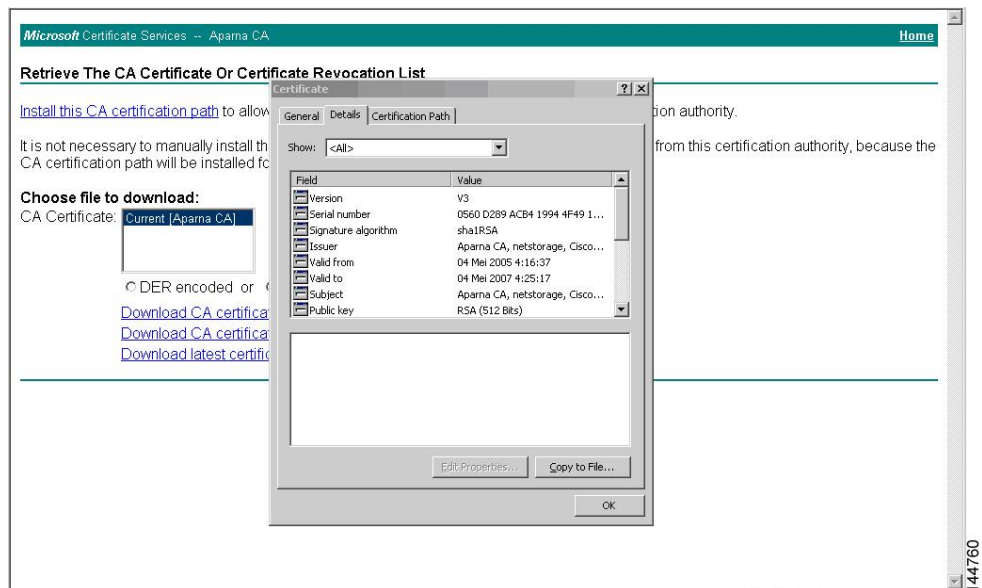 Microsoft Certificate Services -- Aparna CA Home
Retrieve The CA Certificate Or Certificate Revocation List
Install this CA certification path to allow
tion authority.
It is not necessary to manually install th
from this certification authority, because the
CA certification path will be installed fo
Choose file to download:
CA Certificate: Current [Aparna CA]
DER encoded or
Download CA certifica
Download CA certifica
Download latest certific
Certificate
General Details Certification Path
Show: <All>
Field Value
Version V3
Serial number 0560 D289 ACB4 1994 4F49 1...
Signature algorithm sha1RSA
Issuer Aparna CA, netstorage, Cisco...
Valid from 04 Mei 2005 4:16:37
Valid to 04 Mei 2007 4:25:17
Subject Aparna CA, netstorage, Cisco...
Public key RSA (512 Bits)
Edit Properties... Copy to File...
OK
144760